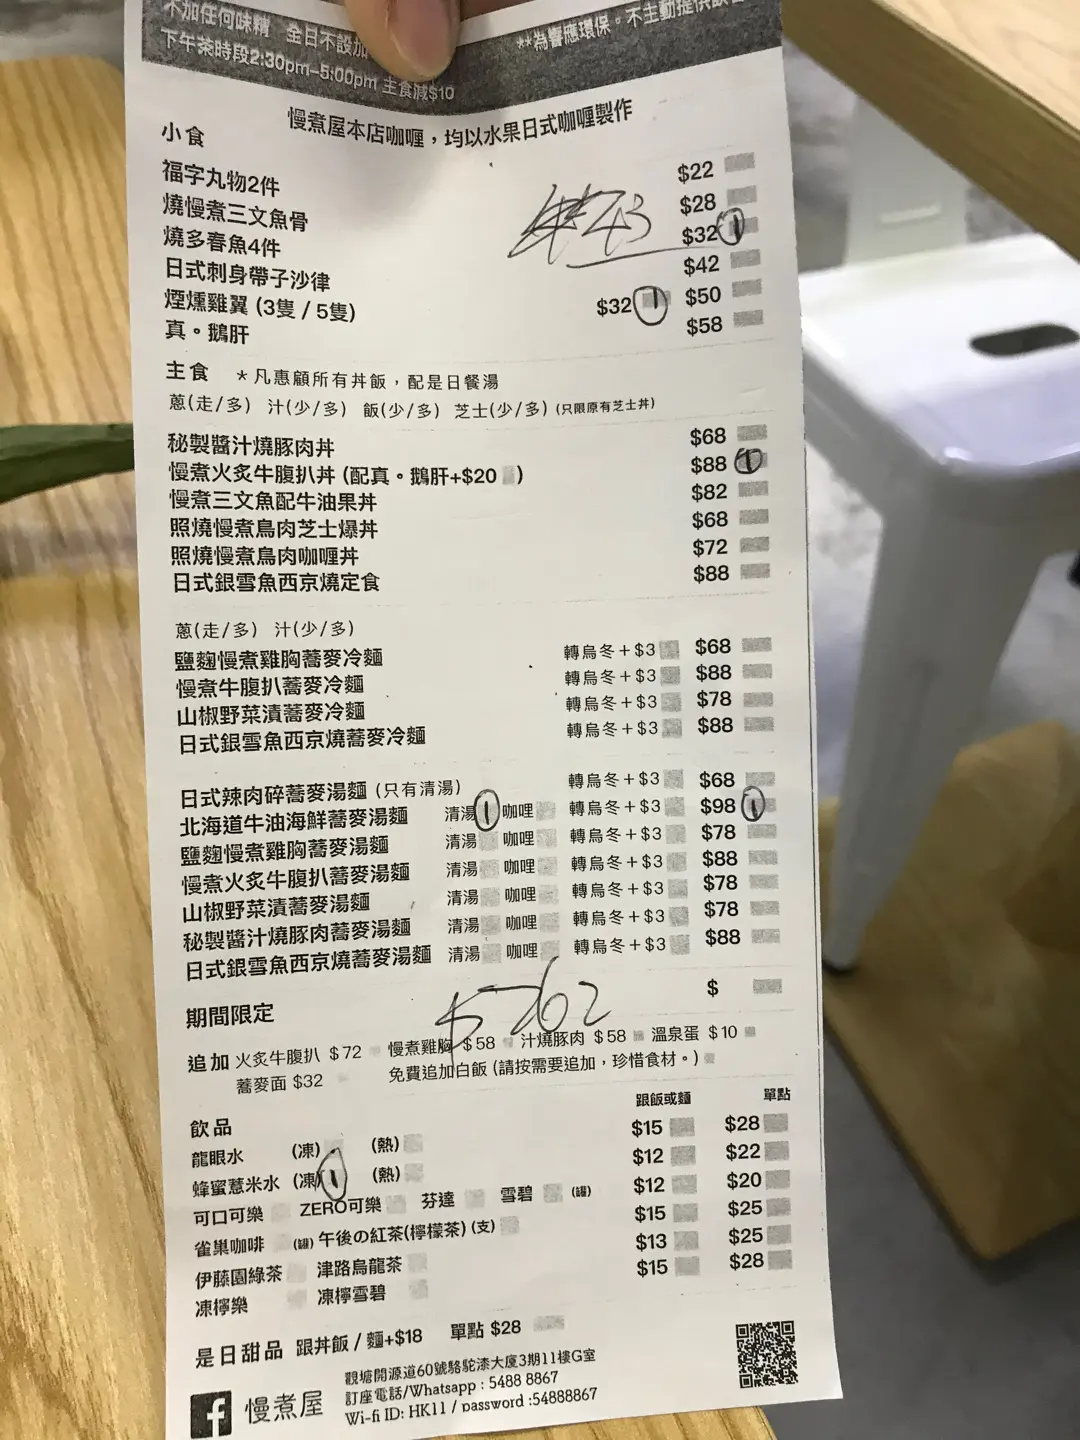 不加任何味精 全日不設加
**為響應環保。不主動提供飲
下午茶時段2:30pm-5:00pm 主食減$10
慢煮屋本店咖喱，均以水果日式咖喱製作
小食
福字丸物2件 $22
燒慢煮三文魚骨 $28
燒多春魚4件 $32 1
日式刺身帶子沙律 $42
煙燻雞翼 (3隻 / 5隻) $32 1 $50
真。鵝肝 $58
43
主食 *凡惠顧所有丼飯，配是日餐湯
蔥(走/多) 汁(少/多) 飯(少/多) 芝士(少/多) (只限原有芝士丼)
秘製醬汁燒豚肉丼 $68
慢煮火炙牛腹扒丼 (配真。鵝肝+$20 ) $88 1
慢煮三文魚配牛油果丼 $82
照燒慢煮鳥肉芝士爆丼 $68
照燒慢煮鳥肉咖喱丼 $72
日式銀雪魚西京燒定食 $88
蔥(走/多) 汁(少/多)
鹽麴慢煮雞胸蕎麥冷麵 轉烏冬+$3 $68
慢煮牛腹扒蕎麥冷麵 轉烏冬+$3 $88
山椒野菜漬蕎麥冷麵 轉烏冬+$3 $78
日式銀雪魚西京燒蕎麥冷麵 轉烏冬+$3 $88
日式辣肉碎蕎麥湯麵 (只有清湯) 轉烏冬+$3 $68
北海道牛油海鮮蕎麥湯麵 清湯 1 咖哩 轉烏冬+$3 $98 1
鹽麴慢煮雞胸蕎麥湯麵 清湯 咖哩 轉烏冬+$3 $78
慢煮火炙牛腹扒蕎麥湯麵 清湯 咖哩 轉烏冬+$3 $88
山椒野菜漬蕎麥湯麵 清湯 咖哩 轉烏冬+$3 $78
秘製醬汁燒豚肉蕎麥湯麵 清湯 咖哩 轉烏冬+$3 $78
日式銀雪魚西京燒蕎麥湯麵 清湯 咖哩 轉烏冬+$3 $88
期間限定 $
262
追加 火炙牛腹扒 $72 慢煮雞胸 $58 汁燒豚肉 $58 溫泉蛋 $10
蕎麥面 $32 免費追加白飯 (請按需要追加，珍惜食材。)
飲品 跟飯或麵 單點
龍眼水 (凍) (熱) $15 $28
蜂蜜薏米水 (凍) 1 (熱) $12 $22
可口可樂 ZERO可樂 芬達 雪碧 (罐) $12 $20
雀巢咖啡 (罐) 午後の紅茶(檸檬茶) (支) $15 $25
伊藤園綠茶 津路烏龍茶 $13 $25
凍檸樂 凍檸雪碧 $15 $28
是日甜品 跟丼飯 / 麵+$18 單點 $28
f 慢煮屋
觀塘開源道60號駱駝漆大廈3期11樓G室
訂座電話/Whatsapp : 5488 8867
Wi-fi ID: HK11 / password :54888867